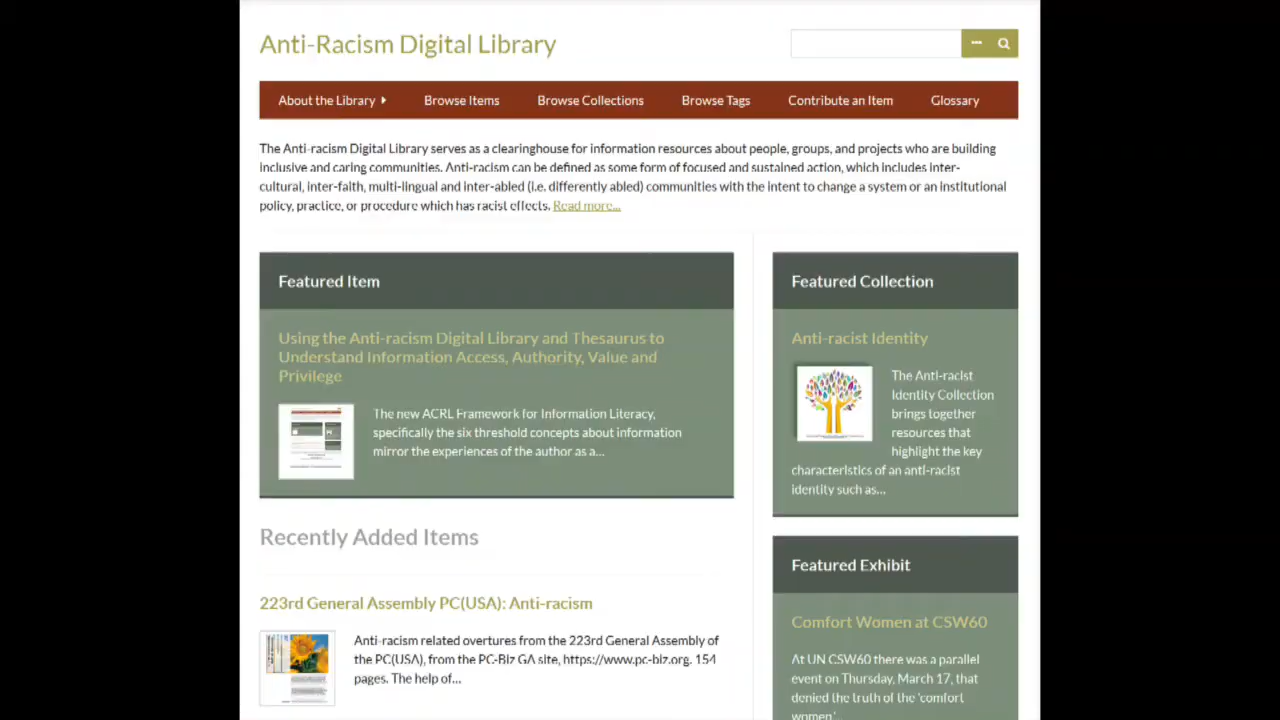 Anti-Racism Digital Library
About the Library
Browse Items
Browse Collections
Browse Tags
Contribute an Item
Glossary
The Anti-racism Digital Library serves as a clearinghouse for information resources about people, groups, and projects who are building
inclusive and caring communities. Anti-racism can be defined as some form of focused and sustained action, which includes inter-
cultural, inter-faith, multi-lingual and inter-abled (i.e. differently abled) communities with the intent to change a system or an institutional
policy, practice, or procedure which has racist effects. Read more...
Featured Item
Using the Anti-racism Digital Library and Thesaurus to
Understand Information Access, Authority, Value and
Privilege
The new ACRL Framework for Information Literacy,
specifically the six threshold concepts about information
mirror the experiences of the author as a...
Recently Added Items
223rd General Assembly PC(USA): Anti-racism
Anti-racism related overtures from the 223rd General Assembly of
the PC(USA), from the PC-Biz GA site, https://www.pc-biz.org. 154
pages. The help of...
Featured Collection
Anti-racist Identity
The Anti-racist
Identity Collection
brings together
resources that
highlight the key
characteristics of an anti-racist
identity such as...
Featured Exhibit
Comfort Women at CSW60
At UN CSW60 there was a parallel
event on Thursday, March 17, that
denied the truth of the 'comfort
women'...